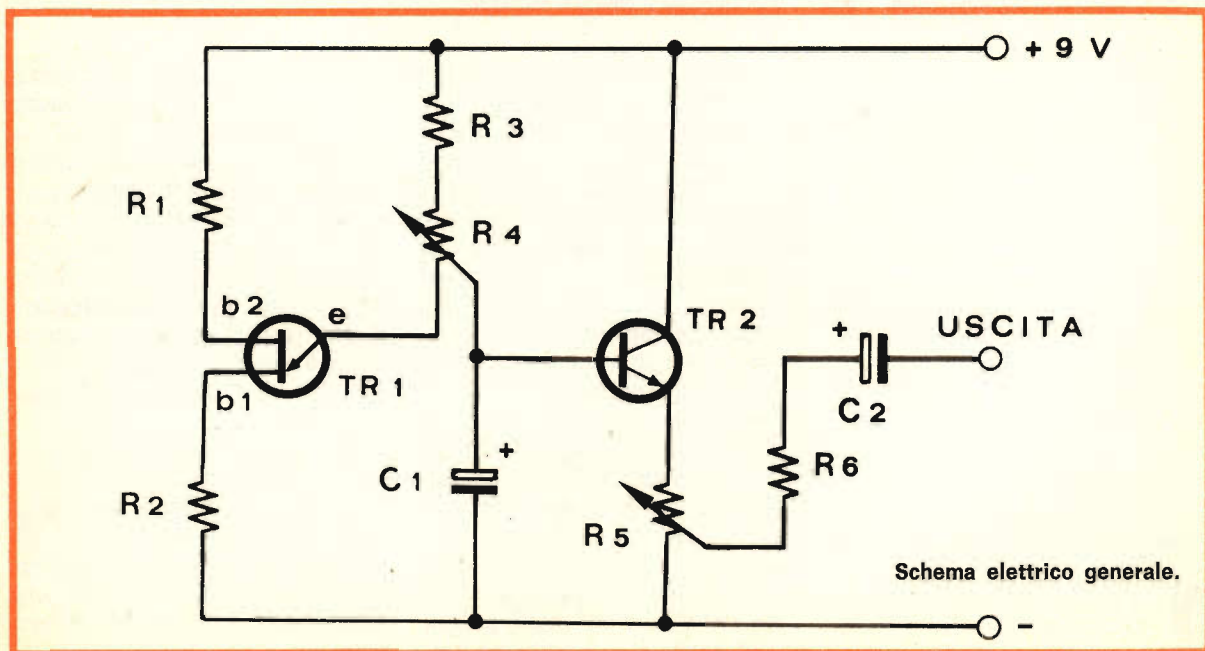 + 9 V
R 3
R 1
R 4
b 2
e
TR 2
+
USCITA
TR 1
b 1
C 2
+
C 1
R 6
R 2
R 5
Schema elettrico generale.
-